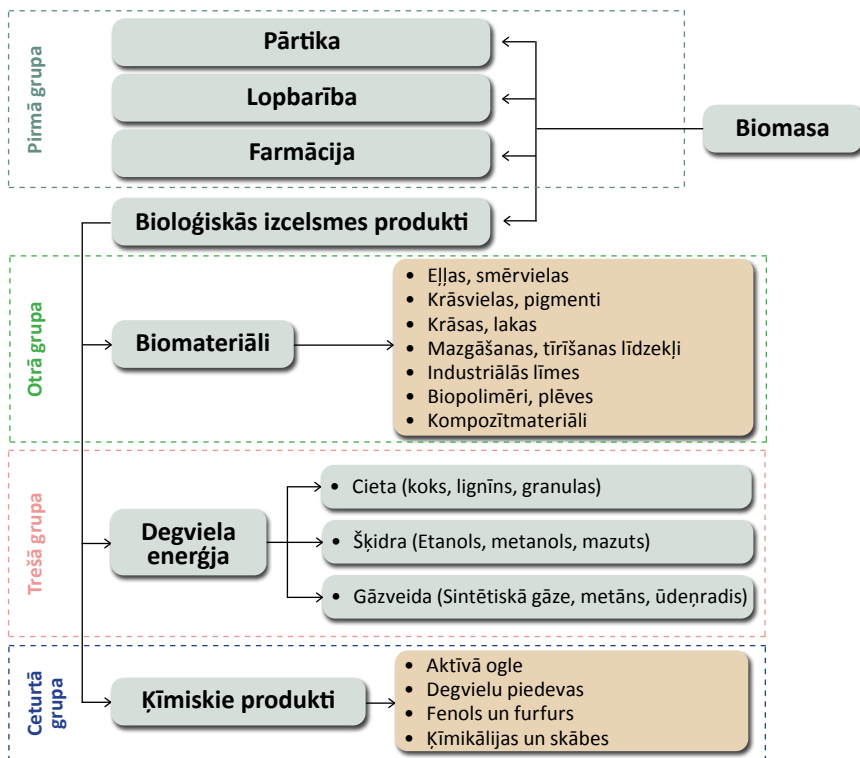 Pirmā grupa
Pārtika
Lopbarība
Farmācija
Biomasa
Bioloģiskās izcelsmes produkti
Otrā grupa
Biomateriāli
• Eļļas, smērvielas
• Krāsvielas, pigmenti
• Krāsas, lakas
• Mazgāšanas, tīrīšanas līdzekļi
• Industriālās līmes
• Biopolimēri, plēves
• Kompozītmateriāli
Trešā grupa
Degviela
enerģja
• Cieta (koks, lignīns, granulas)
• Šķidra (Etanols, metanols, mazuts)
• Gāzveida (Sintētiskā gāze, metāns, ūdeņradis)
Ceturtā
grupa
Ķīmiskie produkti
• Aktīvā ogle
• Degvielu piedevas
• Fenols un furfurs
• Ķīmikālijas un skābes